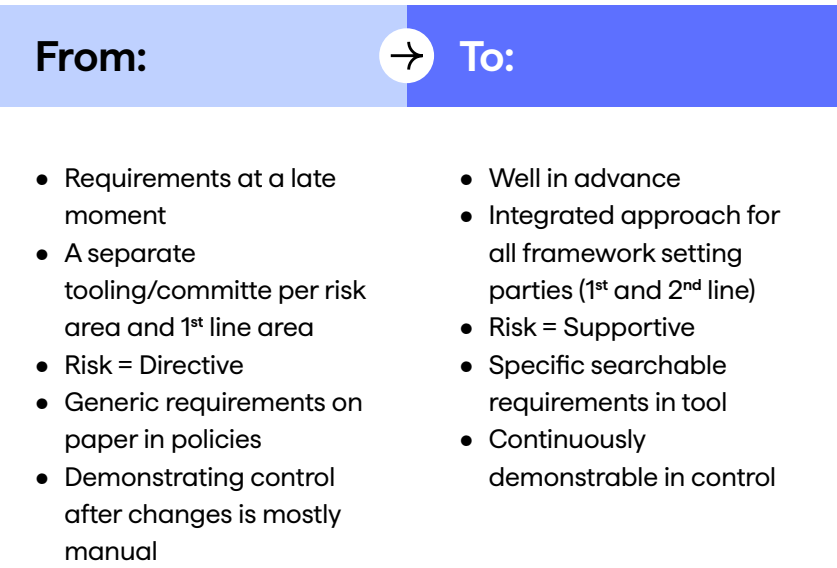 From:
To:
• Requirements at a late
moment
• A separate
tooling/committe per risk
area and 1st line area
• Risk = Directive
• Generic requirements on
paper in policies
• Demonstrating control
after changes is mostly
manual
• Well in advance
• Integrated approach for
all framework setting
parties (1st and 2nd line)
• Risk = Supportive
• Specific searchable
requirements in tool
• Continuously
demonstrable in control